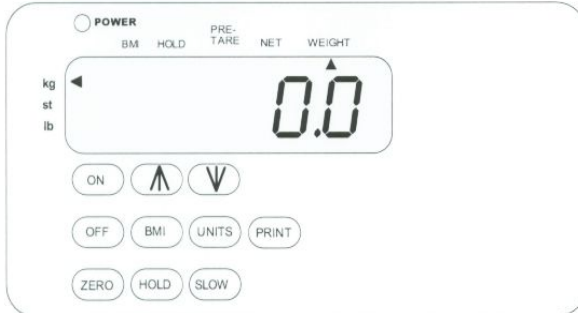 POWER
BMI HOLD PRE-TARE NET WEIGHT
kg
st
lb
0.0
ON
OFF BMI UNITS PRINT
ZERO HOLD SLOW